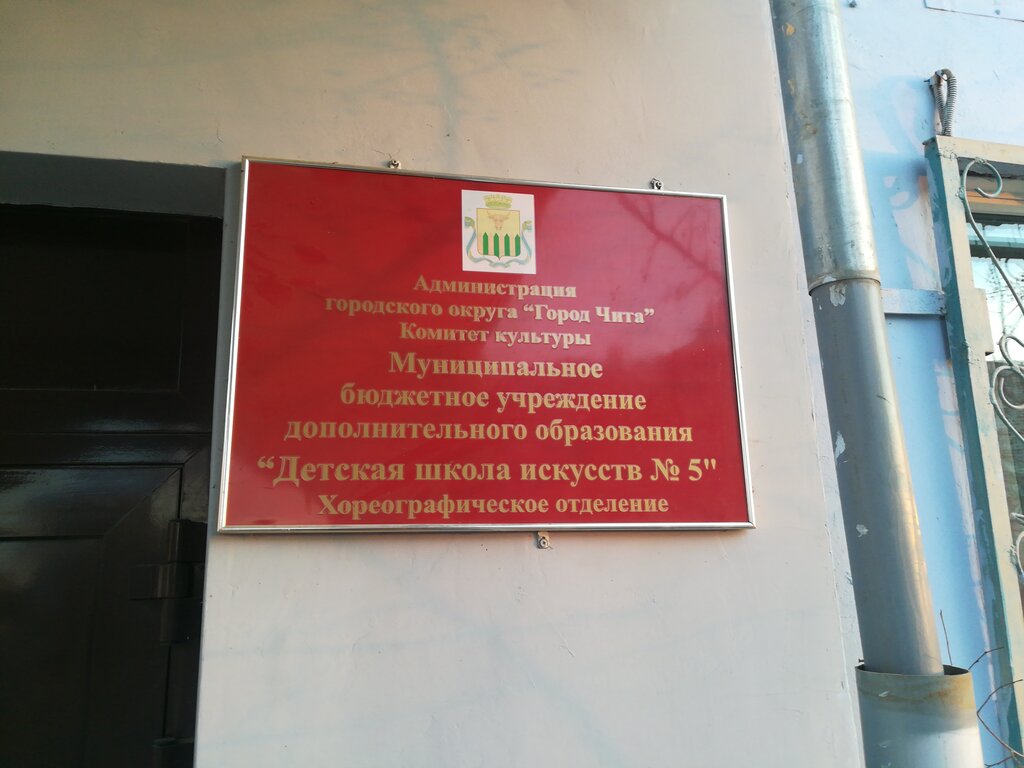 Администрация
городского округа “Город Чита”
Комитет культуры
Муниципальное
бюджетное учреждение
дополнительного образования
“Детская школа искусств № 5"
Хореографическое отделение